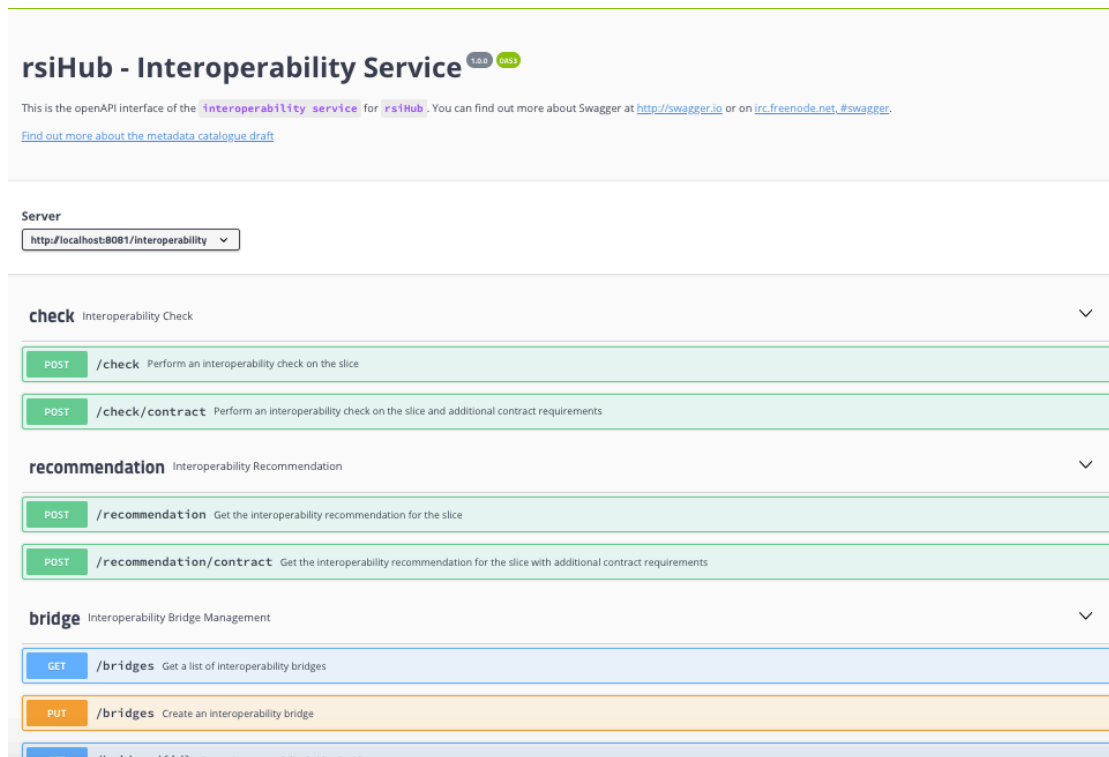 rsiHub - Interoperability Service 1.0.0 OAS3
This is the openAPI interface of the interoperability service for rsiHub. You can find out more about Swagger at http://swagger.io or on irc.freenode.net, #swagger.
Find out more about the metadata catalogue draft
Server
http://localhost:8081/interoperability
check Interoperability Check
POST /check Perform an interoperability check on the slice
POST /check/contract Perform an interoperability check on the slice and additional contract requirements
recommendation Interoperability Recommendation
POST /recommendation Get the interoperability recommendation for the slice
POST /recommendation/contract Get the interoperability recommendation for the slice with additional contract requirements
bridge Interoperability Bridge Management
GET /bridges Get a list of interoperability bridges
PUT /bridges Create an interoperability bridge